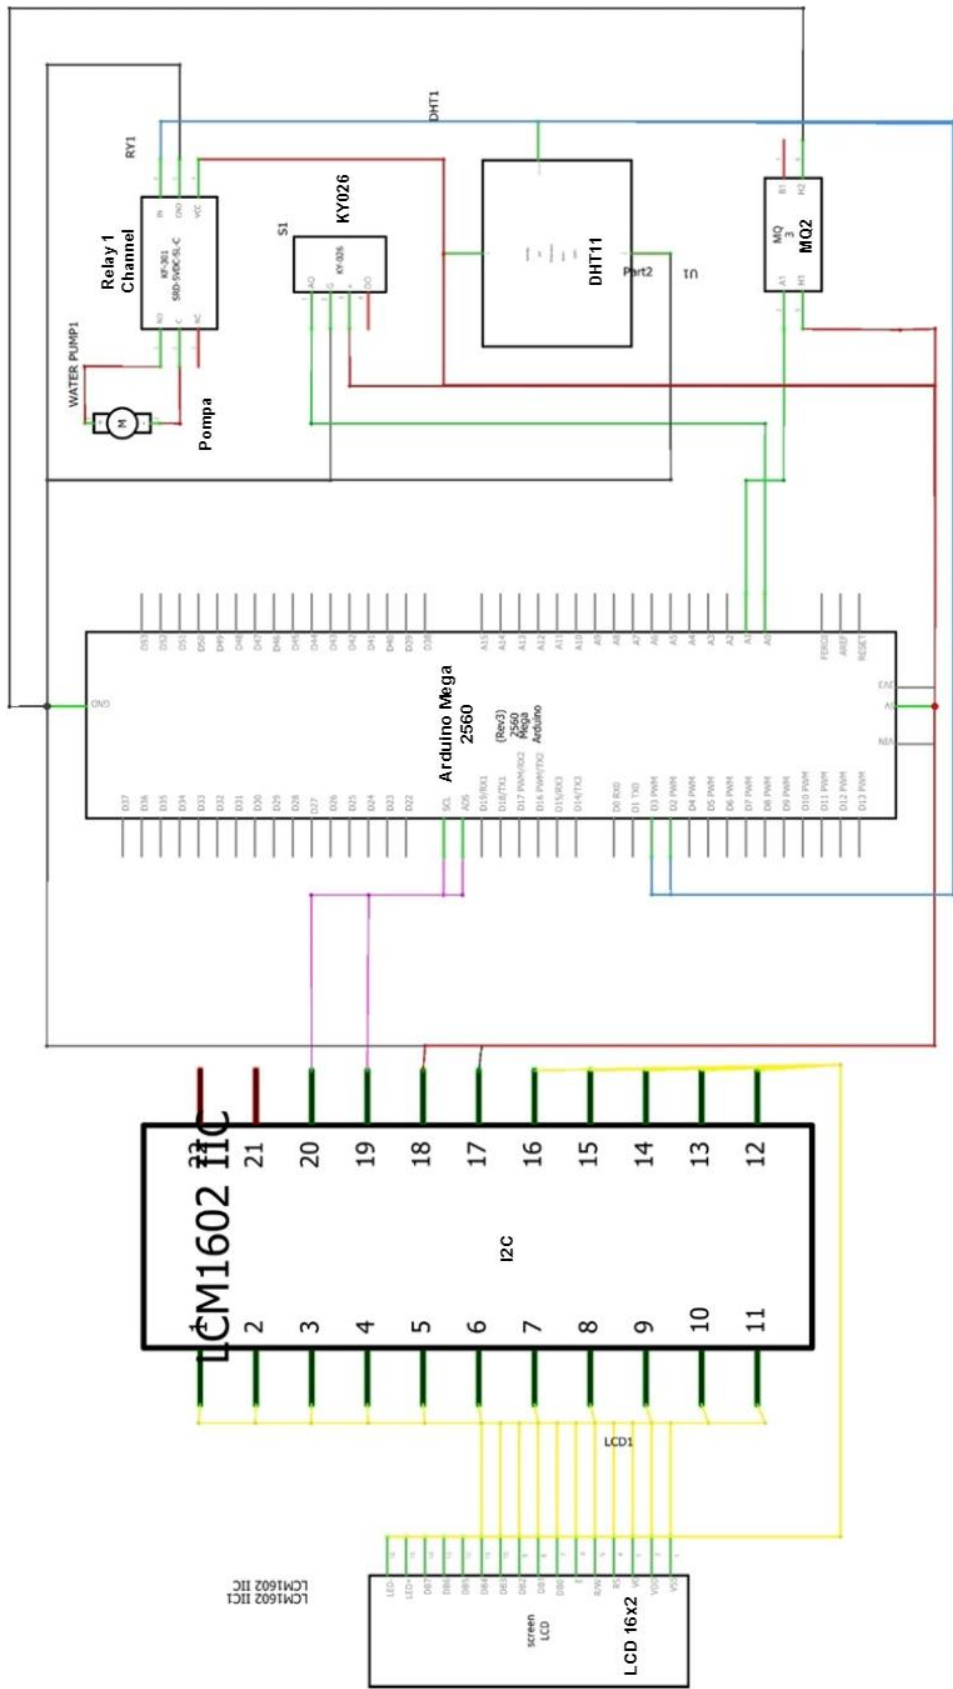 DHT1
RY1
IN
GND
VCC
Relay 1
Channel
KF-301
SRD-5VDC-SL-C
NO
C
NC
WATER PUMP1
M
Pompa
S1
KY026
KY-026
AO
G
+
DO
DHT11
Part2
U1
B1
H2
MQ
3
MQ2
A1
H1
D53
D52
D51
D50
D49
D48
D47
D46
D45
D44
D43
D42
D41
D40
D39
D38
A15
A14
A13
A12
A11
A10
A9
A8
A7
A6
A5
A4
A3
A2
A1
A0
AREF
RESET
GND
3V3
5V
VIN
Arduino Mega
2560
(Rev3)
2560
Mega
Arduino
D37
D36
D35
D34
D33
D32
D31
D30
D29
D28
D27
D26
D25
D24
D23
D22
SCL
D19/RX1
D18/TX1
D17 PWM/RX2
D16 PWM/TX2
D15/RX3
D14/TX3
D0 RX0
D1 TX0
D3 PWM
D2 PWM
D4 PWM
D5 PWM
D6 PWM
D7 PWM
D8 PWM
D9 PWM
D10 PWM
D11 PWM
D12 PWM
D13 PWM
22
21
20
19
18
17
16
15
14
13
12
LCM1602 IIC
I2C
1
2
3
4
5
6
7
8
9
10
11
LCD1
LED-
LED+
DB7
DB6
DB5
DB4
DB3
DB2
DB1
DB0
E
R/W
RS
VO
VDD
VSS
screen
LCD
LCD 16x2
LCM1602 IIC1
LCM1602 IIC